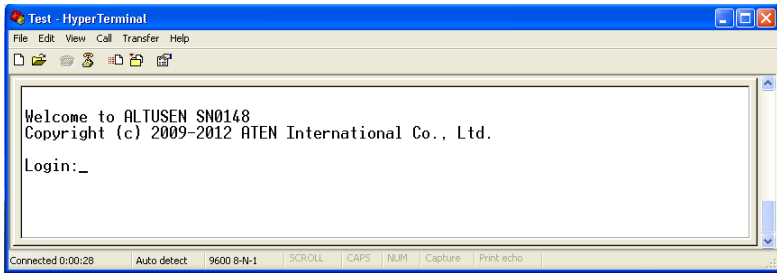 Test - HyperTerminal
File Edit View Call Transfer Help
Welcome to ALTUSEN SN0148
Copyright (c) 2009-2012 ATEN International Co., Ltd.
Login:_
Connected 0:00:28 Auto detect 9600 8-N-1 SCROLL CAPS NUM Capture Print echo